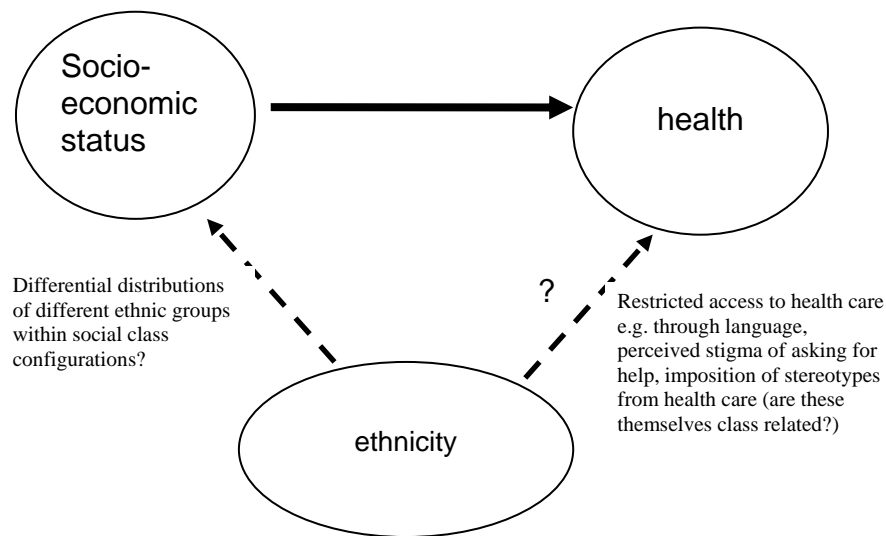 Socio-
economic
status
health
Differential distributions
of different ethnic groups
within social class
configurations?
?
Restricted access to health care
e.g. through language,
perceived stigma of asking for
help, imposition of stereotypes
from health care (are these
themselves class related?)
ethnicity